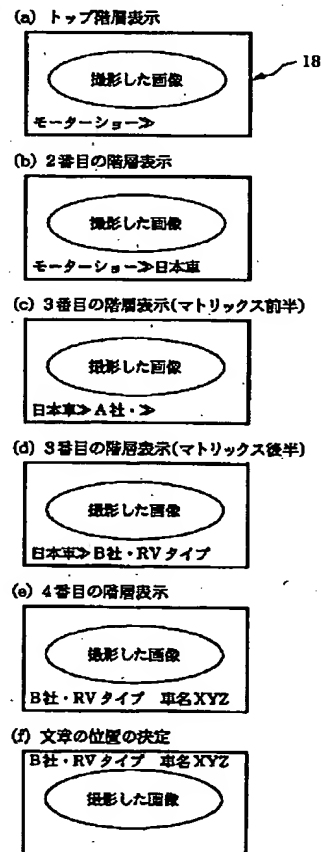 (a) トップ階層表示
18
撮影した画像
モーターショー≫
(b) 2番目の階層表示
撮影した画像
モーターショー≫日本車
(c) 3番目の階層表示(マトリックス前半)
撮影した画像
日本車≫A社・≫
(d) 3番目の階層表示(マトリックス後半)
撮影した画像
日本車≫B社・RVタイプ
(e) 4番目の階層表示
撮影した画像
B社・RVタイプ 車名XYZ
(f) 文章の位置の決定
B社・RVタイプ 車名XYZ
撮影した画像